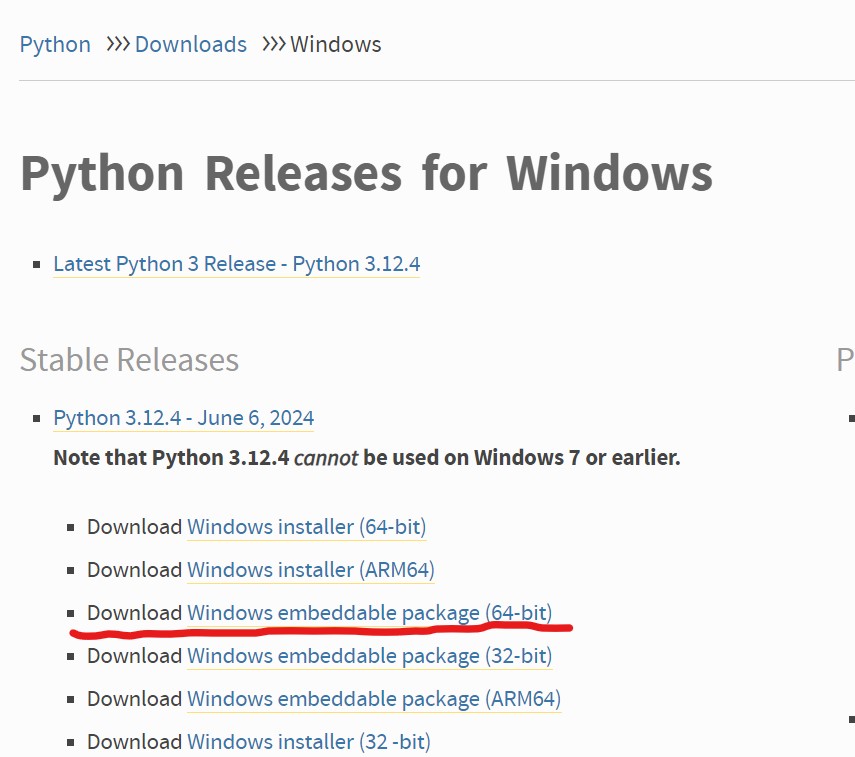 Python >>> Downloads >>> Windows
Python Releases for Windows
Latest Python 3 Release - Python 3.12.4
Stable Releases
P
Python 3.12.4 - June 6, 2024
Note that Python 3.12.4 cannot be used on Windows 7 or earlier.
Download Windows installer (64-bit)
Download Windows installer (ARM64)
Download Windows embeddable package (64-bit)
Download Windows embeddable package (32-bit)
Download Windows embeddable package (ARM64)
Download Windows installer (32 -bit)